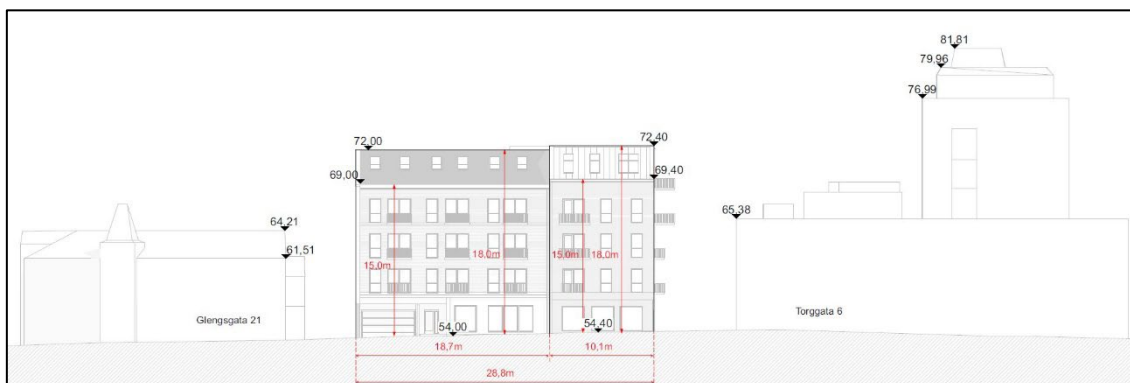 81,81
79,96
76,99
72,00
72,40
69,00
69,40
65,38
64,21
61,51
15,0m
18,0m
15,0m
18,0m
Glengsgata 21
Torggata 6
54,00
54,40
18,7m
10,1m
28,8m